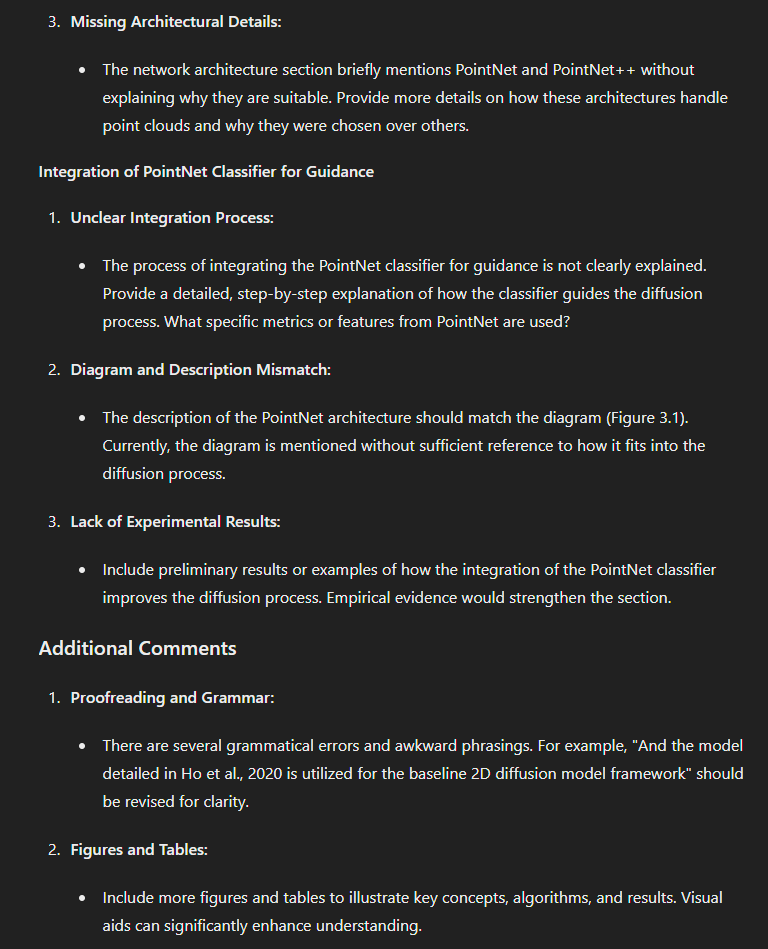 3. Missing Architectural Details:
• The network architecture section briefly mentions PointNet and PointNet++ without
explaining why they are suitable. Provide more details on how these architectures handle
point clouds and why they were chosen over others.
Integration of PointNet Classifier for Guidance
1. Unclear Integration Process:
• The process of integrating the PointNet classifier for guidance is not clearly explained.
Provide a detailed, step-by-step explanation of how the classifier guides the diffusion
process. What specific metrics or features from PointNet are used?
2. Diagram and Description Mismatch:
• The description of the PointNet architecture should match the diagram (Figure 3.1).
Currently, the diagram is mentioned without sufficient reference to how it fits into the
diffusion process.
3. Lack of Experimental Results:
• Include preliminary results or examples of how the integration of the PointNet classifier
improves the diffusion process. Empirical evidence would strengthen the section.
Additional Comments
1. Proofreading and Grammar:
• There are several grammatical errors and awkward phrasings. For example, "And the model
detailed in Ho et al., 2020 is utilized for the baseline 2D diffusion model framework" should
be revised for clarity.
2. Figures and Tables:
• Include more figures and tables to illustrate key concepts, algorithms, and results. Visual
aids can significantly enhance understanding.